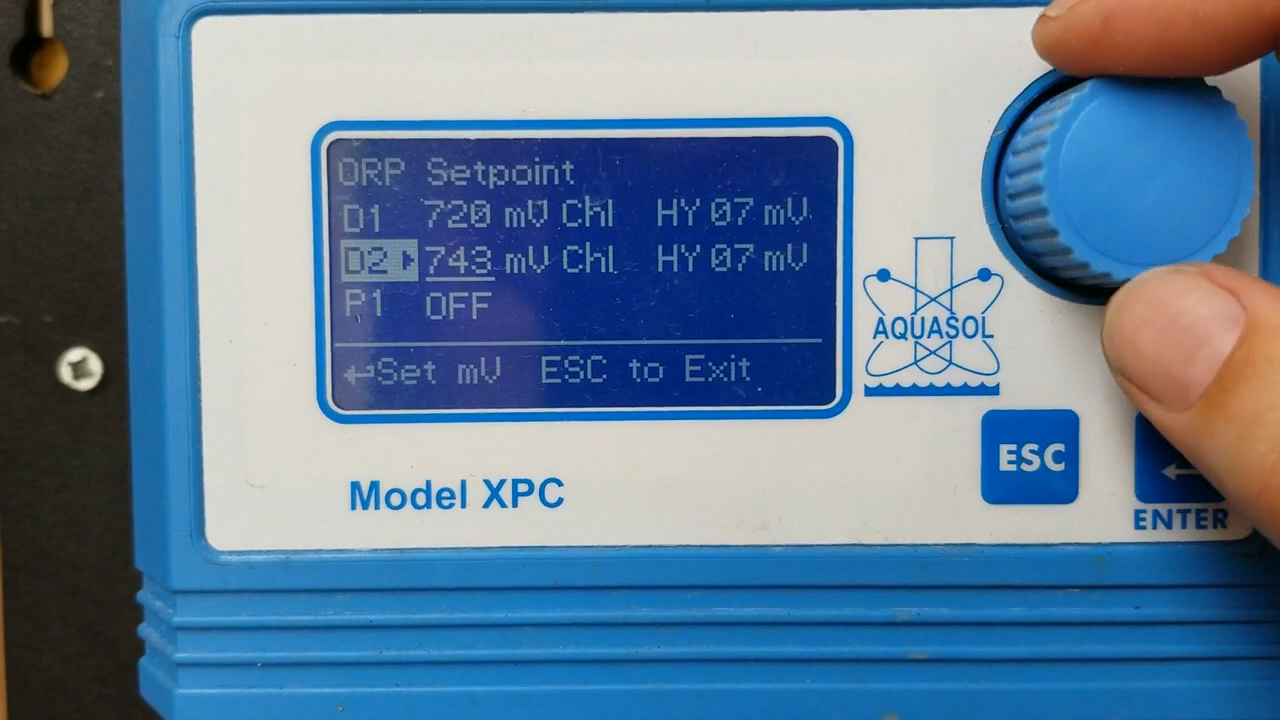 ORP Setpoint
D1 720 mV Chl HY 07 mV
D2 743 mV Chl HY 07 mV
P1 OFF
↵Set mV ESC to Exit
AQUASOL
ESC
Model XPC
ENTER